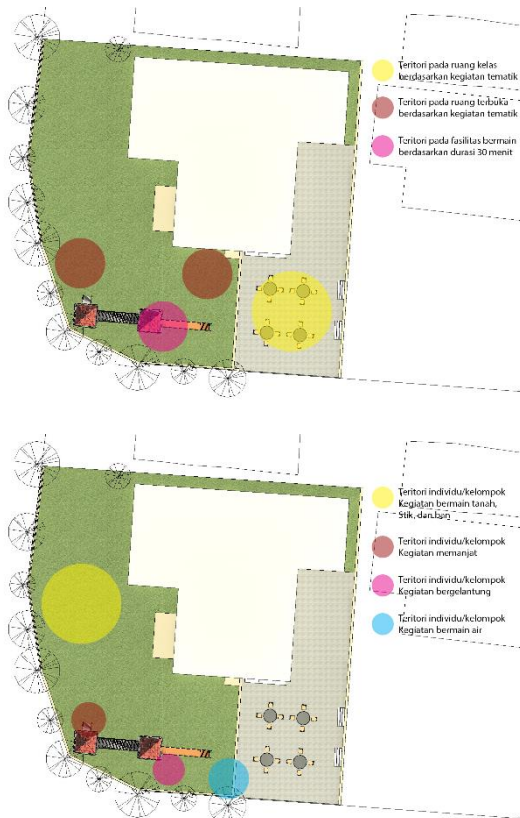 Teritori pada ruang kelas
berdasarkan kegiatan tematik
Teritori pada ruang terbuka
berdasarkan kegiatan tematik
Teritori pada fasilitas bermain
berdasarkan durasi 30 menit
Teritori individu/kelompok
Kegiatan bermain tanah,
Stik, dan ban
Teritori individu/kelompok
Kegiatan memanjat
Teritori individu/kelompok
Kegiatan bergelantung
Teritori individu/kelompok
Kegiatan bermain air